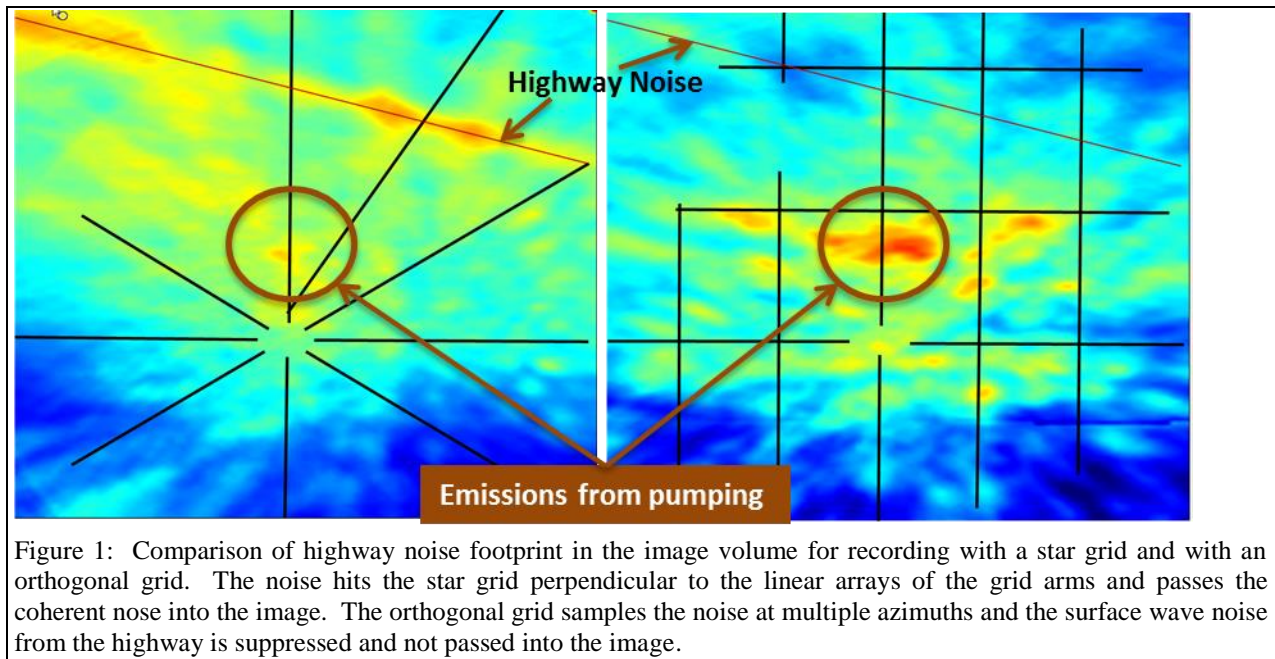 Highway Noise
Emissions from pumping
Figure 1: Comparison of highway noise footprint in the image volume for recording with a star grid and with an
orthogonal grid. The noise hits the star grid perpendicular to the linear arrays of the grid arms and passes the
coherent nose into the image. The orthogonal grid samples the noise at multiple azimuths and the surface wave noise
from the highway is suppressed and not passed into the image.